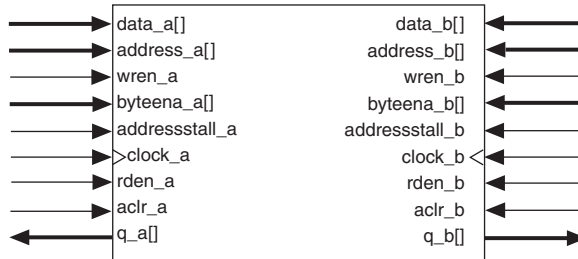 data_a[] data_b[]
address_a[] address_b[]
wren_a wren_b
byteena_a[] byteena_b[]
addressstall_a addressstall_b
clock_a clock_b
rden_a rden_b
aclr_a aclr_b
q_a[] q_b[]